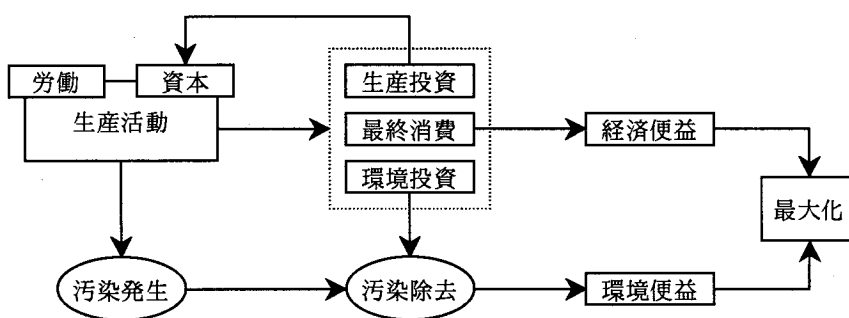 労働
資本
生産活動
生産投資
最終消費
環境投資
経済便益
最大化
汚染発生
汚染除去
環境便益